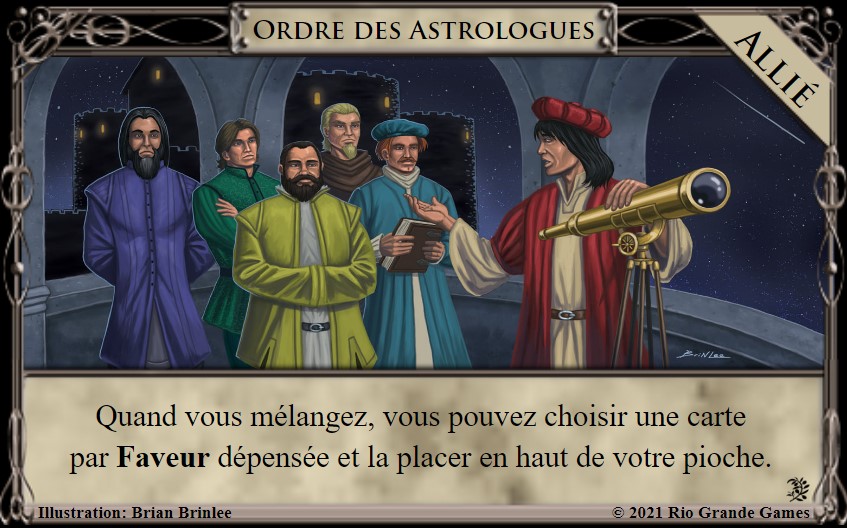 Ordre des Astrologues
Allié
BRINLEE
Quand vous mélangez, vous pouvez choisir une carte
par Faveur dépensée et la placer en haut de votre pioche.
Illustration: Brian Brinlee
© 2021 Rio Grande Games